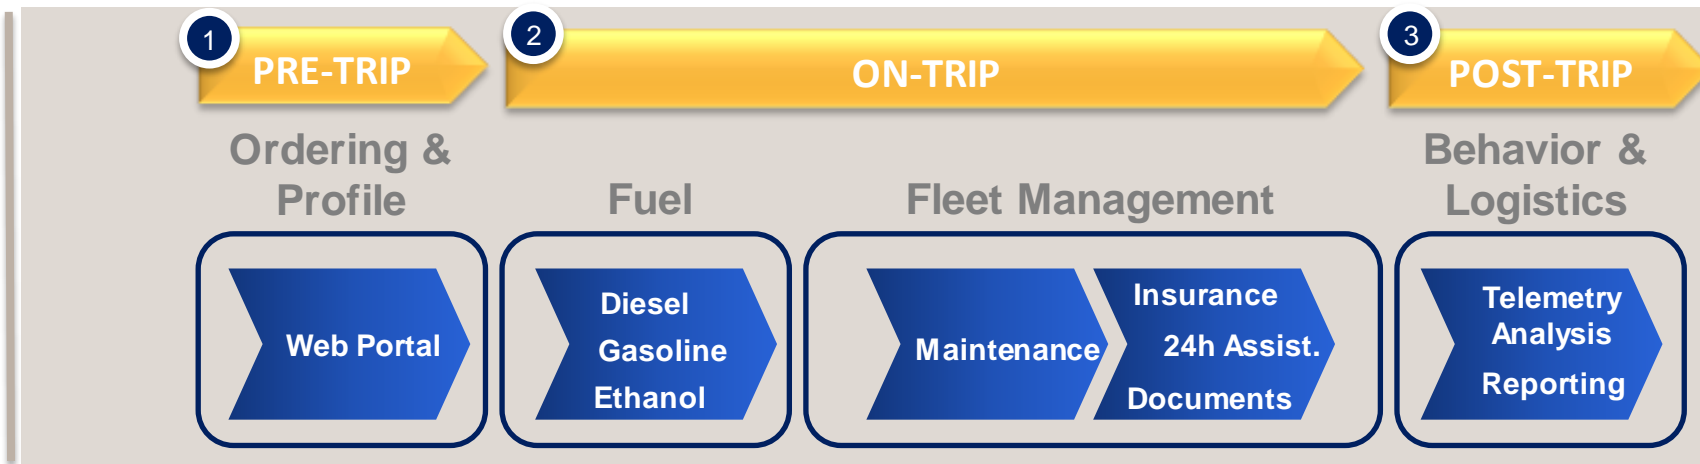 1
PRE-TRIP
2
ON-TRIP
3
POST-TRIP
Ordering &
Profile
Fuel
Fleet Management
Behavior &
Logistics
Web Portal
Diesel
Gasoline
Ethanol
Maintenance
Insurance
24h Assist.
Documents
Telemetry
Analysis
Reporting